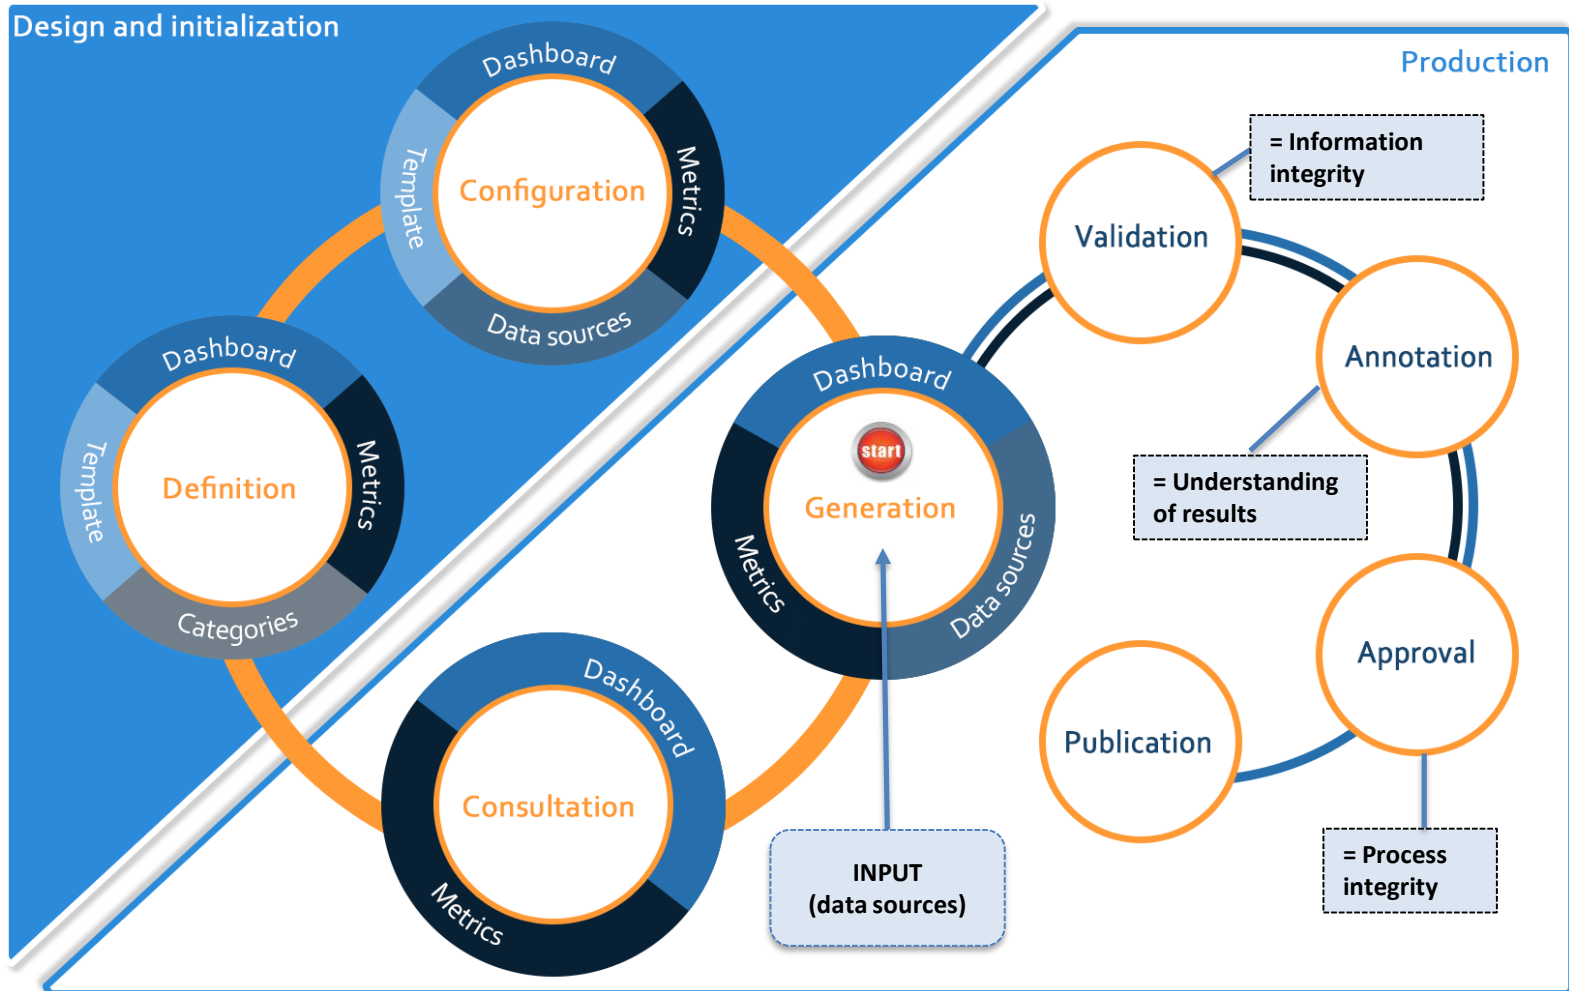 Design and initialization
Production
Dashboard
Template
Configuration
Metrics
Data sources
= Information
integrity
Validation
Annotation
Dashboard
Template
Definition
Metrics
Categories
Dashboard
start
Generation
Metrics
Data sources
= Understanding
of results
Approval
Publication
Dashboard
Consultation
Metrics
INPUT
(data sources)
= Process
integrity